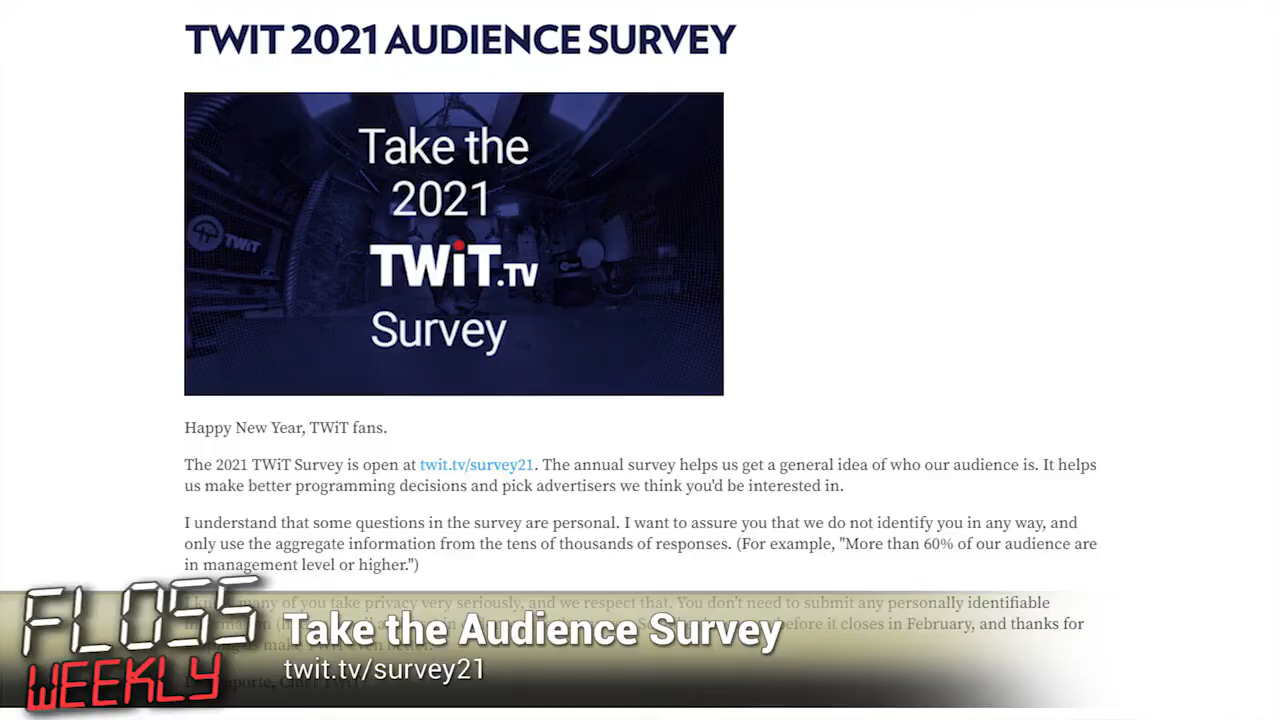 TWIT 2021 AUDIENCE SURVEY
Take the
2021
TWiT.TV
Survey
TWiT
Happy New Year, TWiT fans.
The 2021 TWiT Survey is open at twit.tv/survey21. The annual survey helps us get a general idea of who our audience is. It helps
us make better programming decisions and pick advertisers we think you'd be interested in.
I understand that some questions in the survey are personal. I want to assure you that we do not identify you in any way, and
only use the aggregate information from the tens of thousands of responses. (For example, "More than 60% of our audience are
in management level or higher.")
many of you take privacy very seriously, and we respect that. You don't need to submit any personally identifiable
before it closes in February, and thanks for
FLOSS
WEEKLY
Take the Audience Survey
twit.tv/survey21